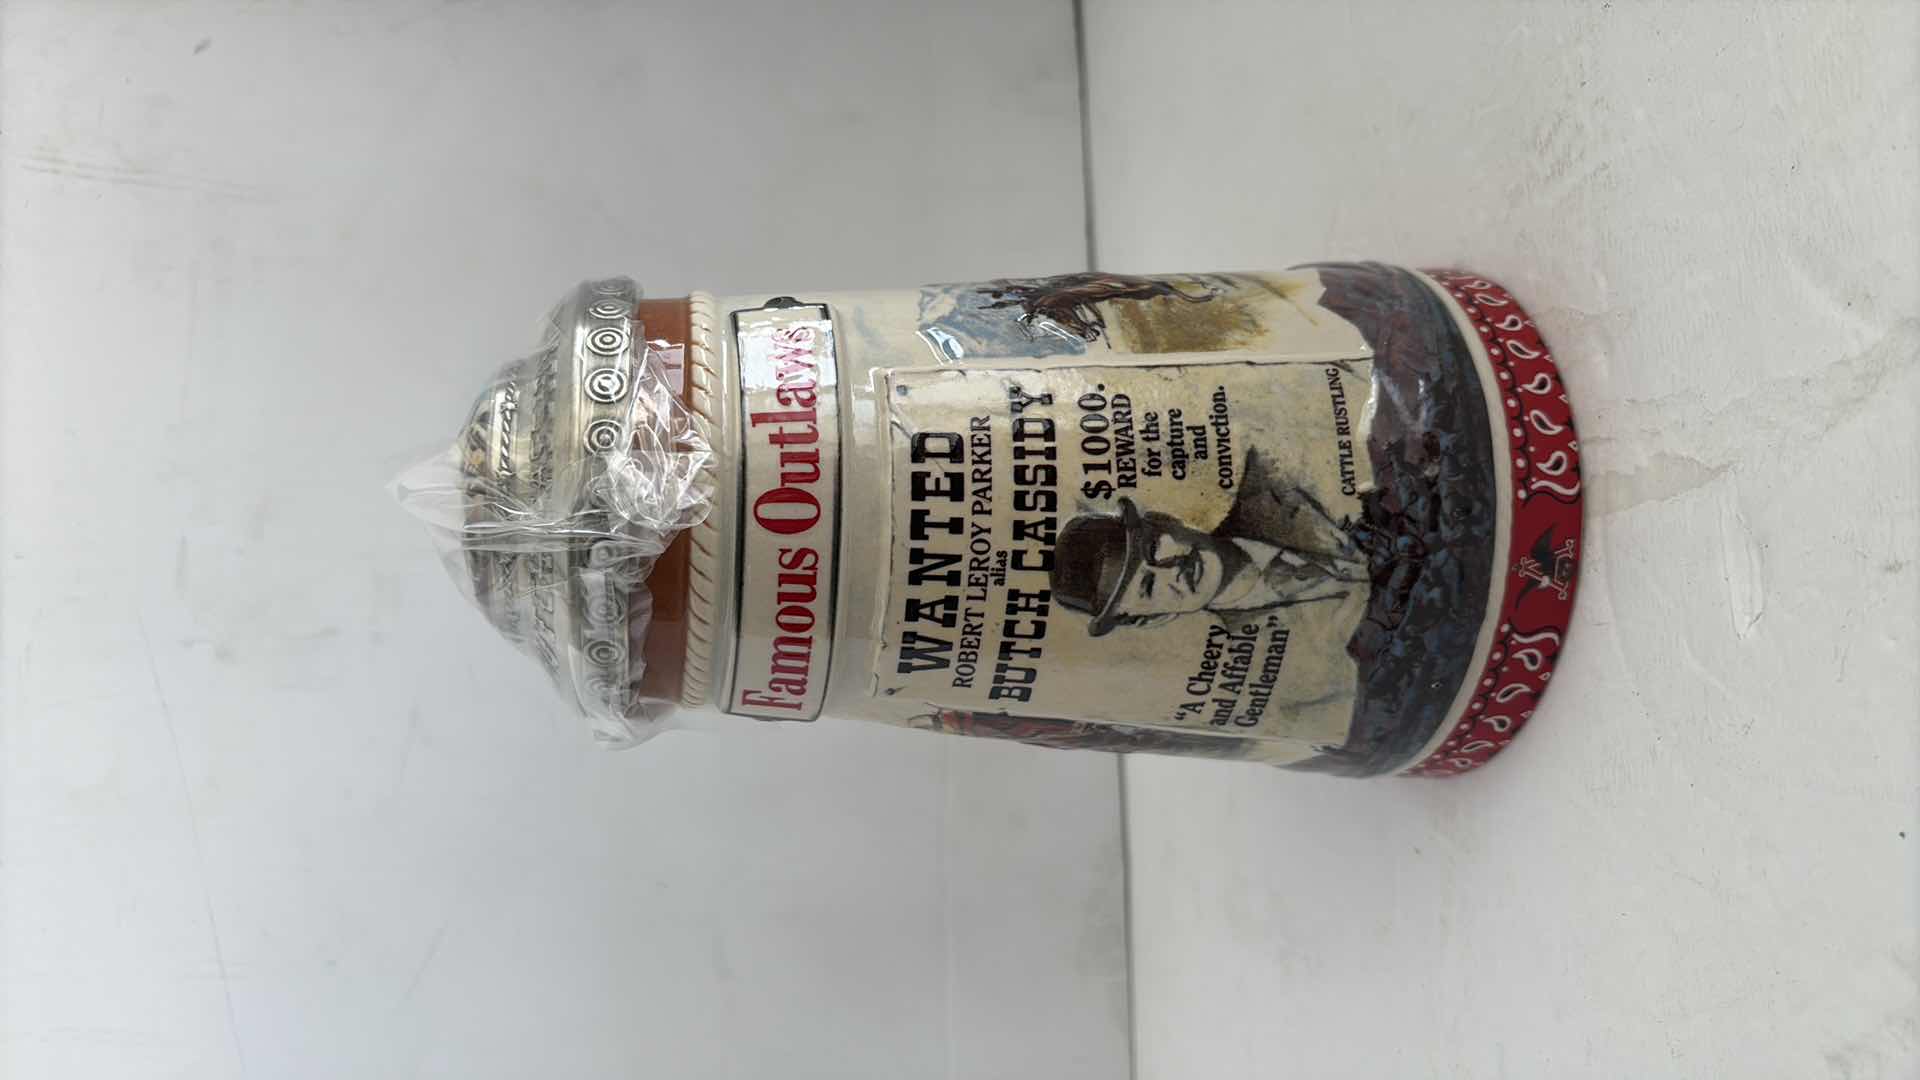 Famous Outlaws
WANTED
ROBERT LEROY PARKER
alias
BUTCH CASSIDY
$1000.
REWARD
for the
capture
and
conviction.
"A Cheery
and Affable
Gentleman"
CATTLE RUSTLING